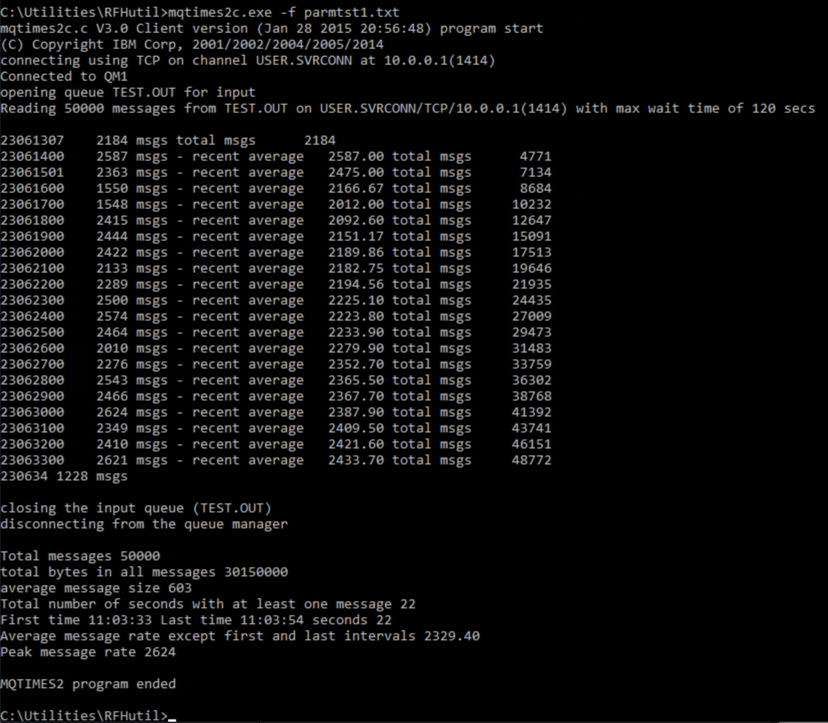 C:\Utilities\RFHutil>mqtimes2c.exe -f parmtst1.txt
mqtimes2c.c V3.0 Client version (Jan 28 2015 20:56:48) program start
(C) Copyright IBM Corp, 2001/2002/2004/2005/2014
connecting using TCP on channel USER.SVRCONN at 10.0.0.1(1414)
Connected to QM1
opening queue TEST.OUT for input
Reading 50000 messages from TEST.OUT on USER.SVRCONN/TCP/10.0.0.1(1414) with max wait time of 120 secs
23061307    2184 msgs total msgs      2184
23061400    2587 msgs - recent average   2587.00 total msgs      4771
23061501    2363 msgs - recent average   2475.00 total msgs      7134
23061600    1550 msgs - recent average   2166.67 total msgs      8684
23061700    1548 msgs - recent average   2012.00 total msgs     10232
23061800    2415 msgs - recent average   2092.60 total msgs     12647
23061900    2444 msgs - recent average   2151.17 total msgs     15091
23062000    2422 msgs - recent average   2189.86 total msgs     17513
23062100    2133 msgs - recent average   2182.75 total msgs     19646
23062200    2289 msgs - recent average   2194.56 total msgs     21935
23062300    2500 msgs - recent average   2225.10 total msgs     24435
23062400    2574 msgs - recent average   2223.80 total msgs     27009
23062500    2464 msgs - recent average   2233.90 total msgs     29473
23062600    2010 msgs - recent average   2279.90 total msgs     31483
23062700    2276 msgs - recent average   2352.70 total msgs     33759
23062800    2543 msgs - recent average   2365.50 total msgs     36302
23062900    2466 msgs - recent average   2367.70 total msgs     38768
23063000    2624 msgs - recent average   2387.90 total msgs     41392
23063100    2349 msgs - recent average   2409.50 total msgs     43741
23063200    2410 msgs - recent average   2421.60 total msgs     46151
23063300    2621 msgs - recent average   2433.70 total msgs     48772
230634 1228 msgs
closing the input queue (TEST.OUT)
disconnecting from the queue manager
Total messages 50000
total bytes in all messages 30150000
average message size 603
Total number of seconds with at least one message 22
First time 11:03:33 Last time 11:03:54 seconds 22
Average message rate except first and last intervals 2329.40
Peak message rate 2624
MQTIMES2 program ended
C:\Utilities\RFHutil>_